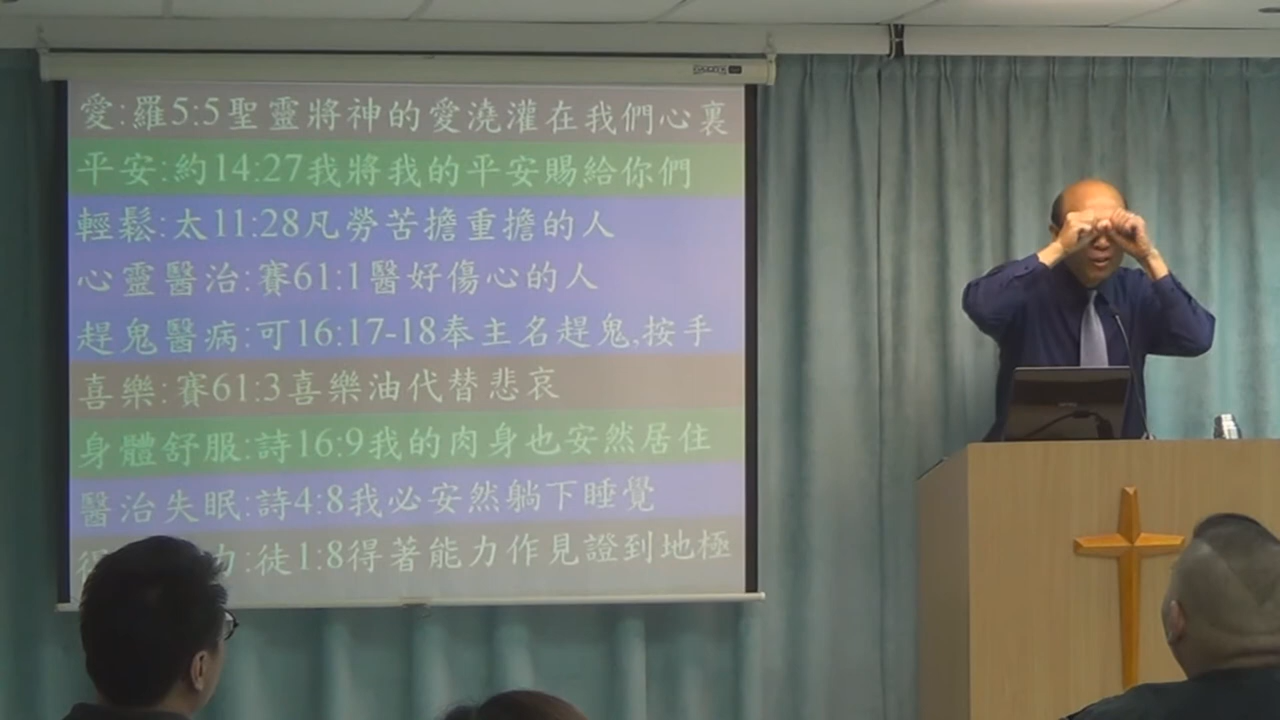 愛:羅5:5聖靈將神的愛澆灌在我們心裏
平安:約14:27我將我的平安賜給你們
輕鬆:太11:28凡勞苦擔重擔的人
心靈醫治:賽61:1醫好傷心的人
趕鬼醫病:可16:17-18奉主名趕鬼,按手
喜樂:賽61:3喜樂油代替悲哀
身體舒服:詩16:9我的肉身也安然居住
醫治失眠:詩4:8我必安然躺下睡覺
力:徒1:8得著能力作見證到地極